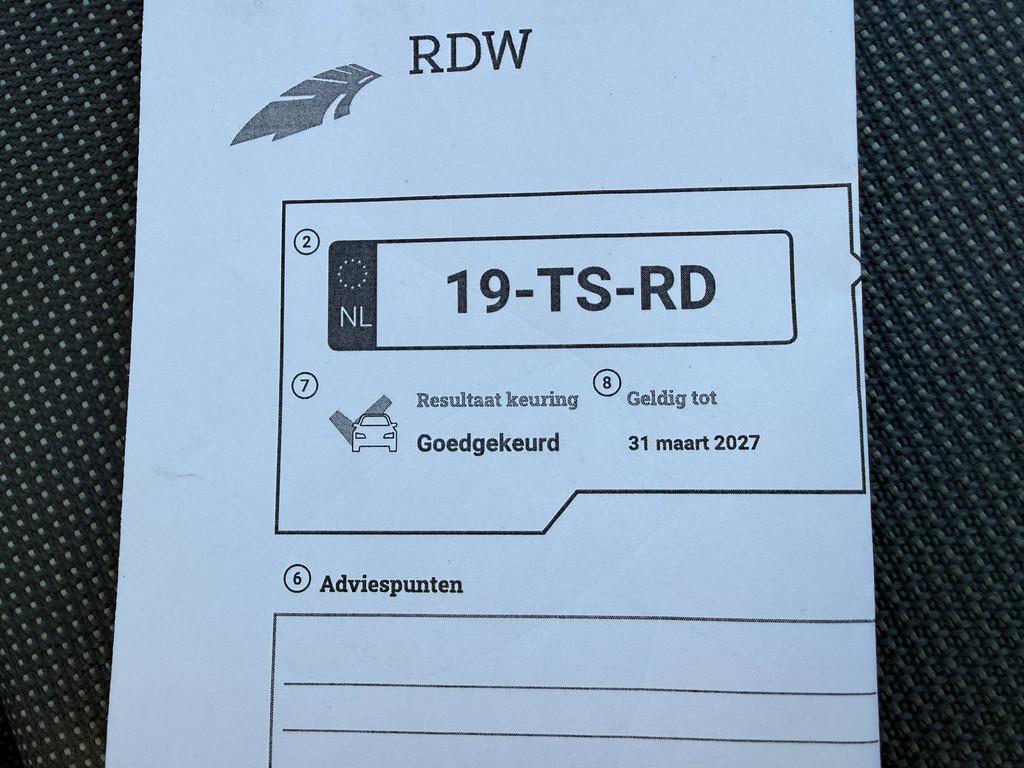 RDW
2
NL
19-TS-RD
7 Resultaat keuring 8 Geldig tot
Goedgekeurd 31 maart 2027
6 Adviespunten